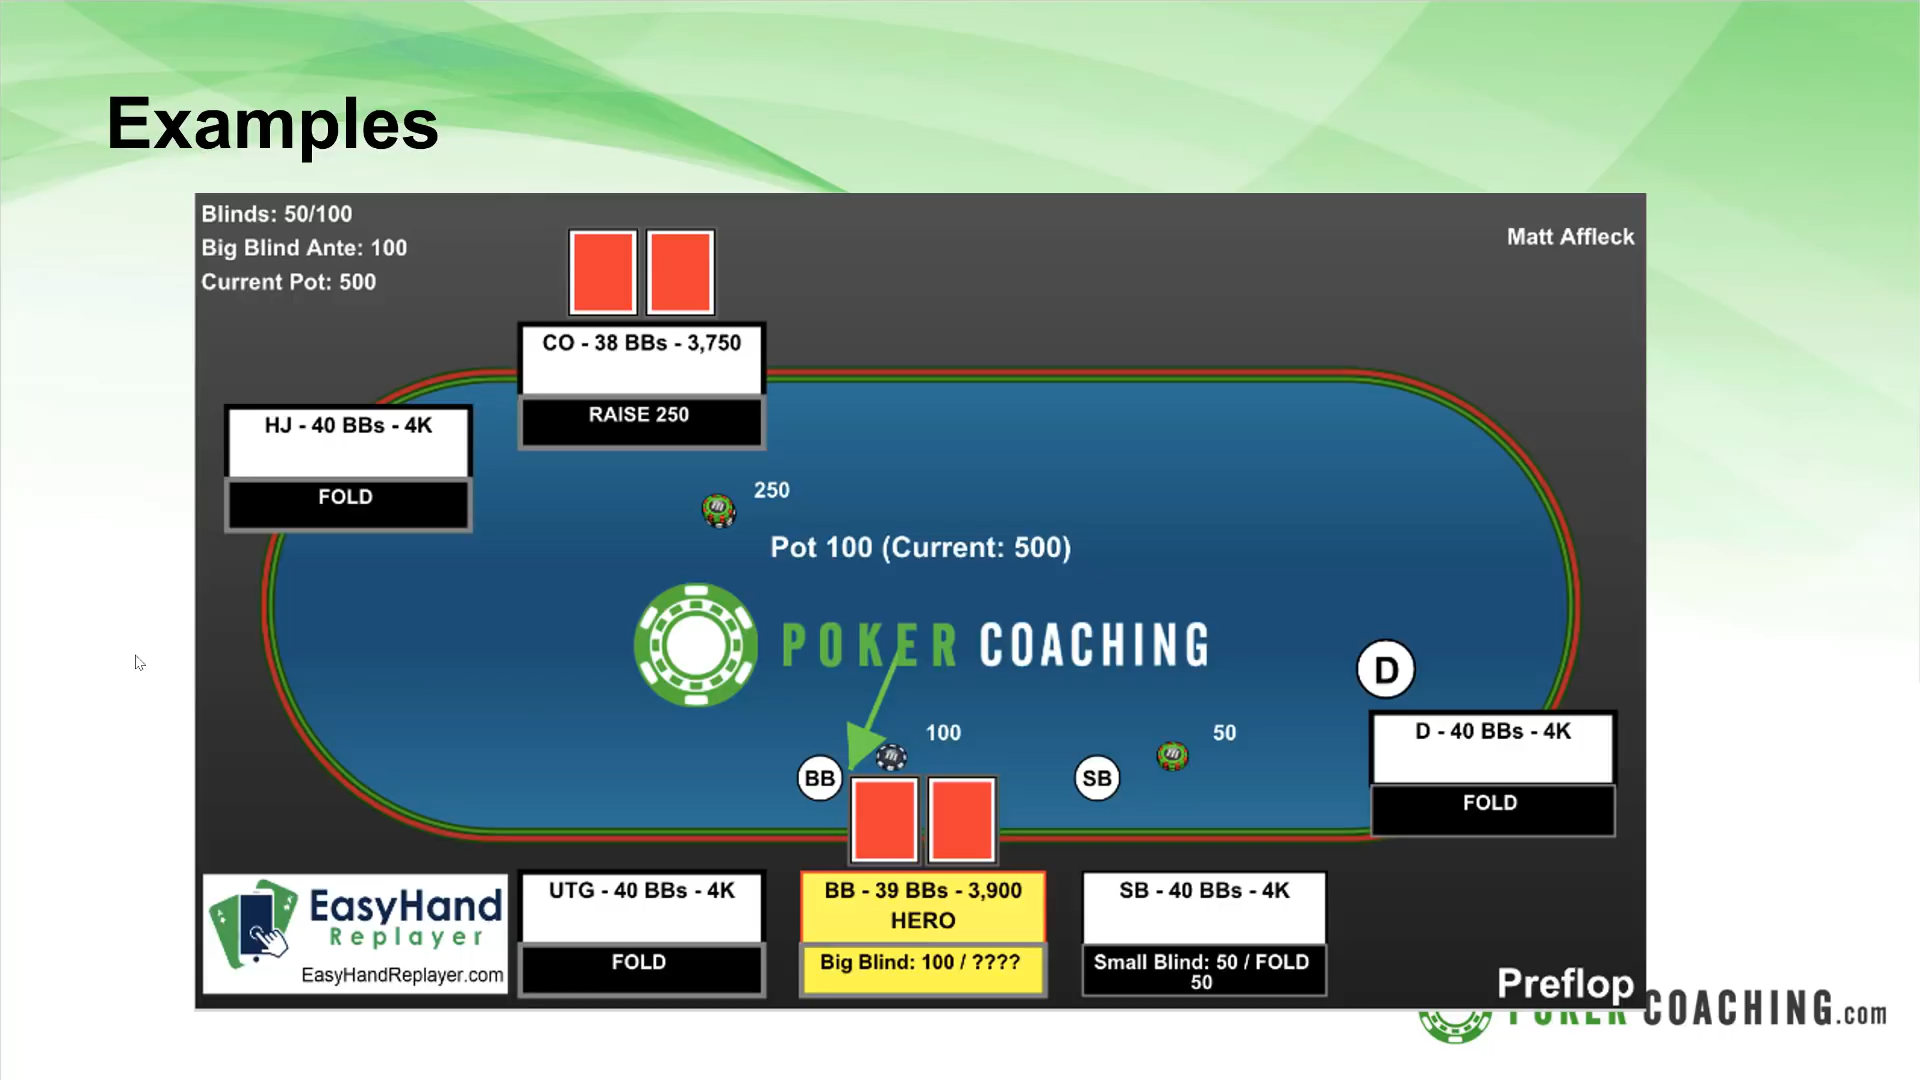 Examples
Blinds: 50/100
Big Blind Ante: 100
Current Pot: 500
Matt Affleck
CO - 38 BBs - 3,750
RAISE 250
HJ - 40 BBs - 4K
FOLD
250
Pot 100 (Current: 500)
POKER COACHING
D
100
50
BB
SB
D - 40 BBs - 4K
FOLD
EasyHand
Replayer
EasyHandReplayer.com
UTG - 40 BBs - 4K
FOLD
BB - 39 BBs - 3,900
HERO
Big Blind: 100 / ????
SB - 40 BBs - 4K
Small Blind: 50 / FOLD
50
Preflop
POKER COACHING.com